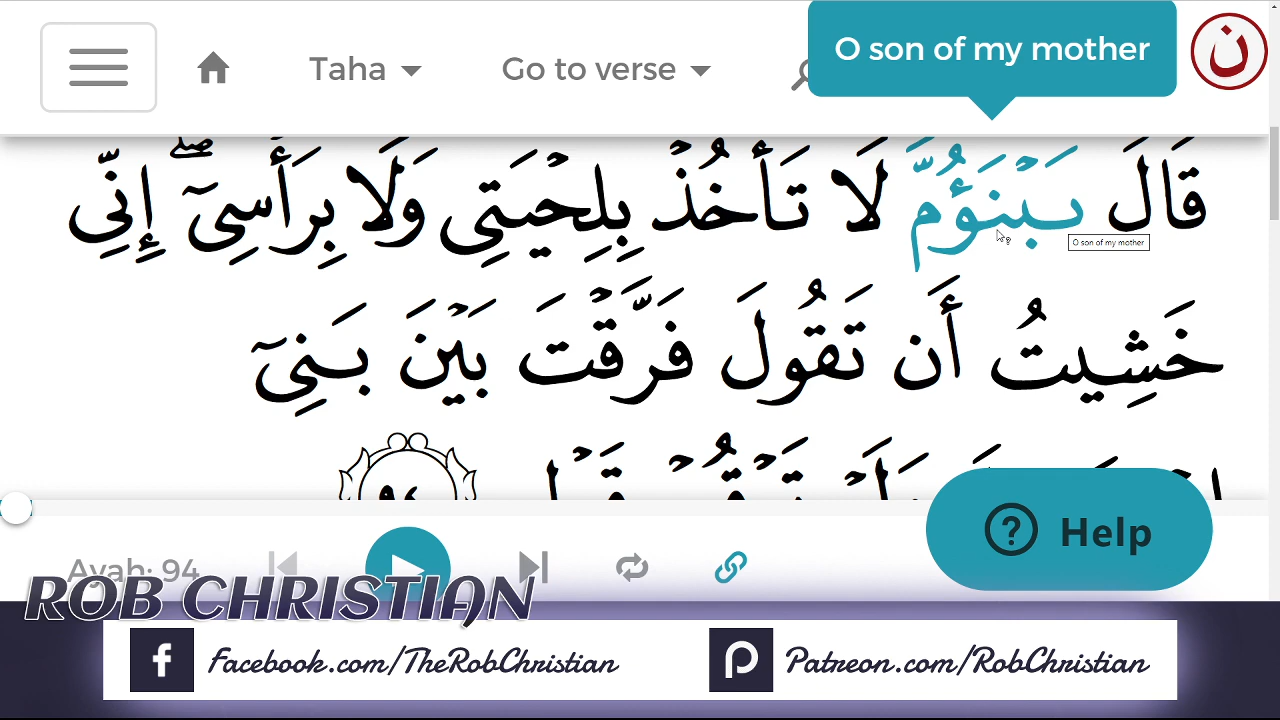 O son of my mother
ن
Taha
Go to verse
قَالَ يَبْنَؤُمَّ لَا تَأْخُذْ بِلِحْيَتِى وَلَا بِرَأْسِىٓ ۖ إِنِّى
O son of my mother
خَشِيتُ أَن تَقُولَ فَرَّقْتَ بَيْنَ بَنِىٓ
Help
Ayah: 94
ROB CHRISTIAN
Facebook.com/TheRobChristian
Patreon.com/RobChristian